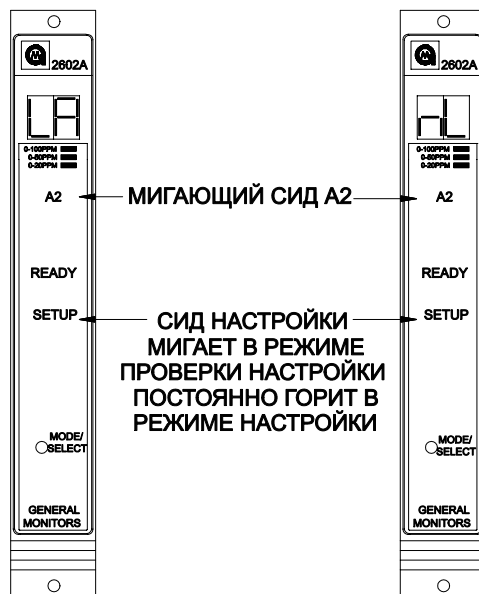 2602A
LA
0-100PPM
0-50PPM
0-20PPM
A2
READY
SETUP
MODE/
SELECT
GENERAL
MONITORS
МИГАЮЩИЙ СИД А2
СИД НАСТРОЙКИ
МИГАЕТ В РЕЖИМЕ
ПРОВЕРКИ НАСТРОЙКИ
ПОСТОЯННО ГОРИТ В
РЕЖИМЕ НАСТРОЙКИ
2602A
nL
0-100PPM
0-50PPM
0-20PPM
A2
READY
SETUP
MODE/
SELECT
GENERAL
MONITORS